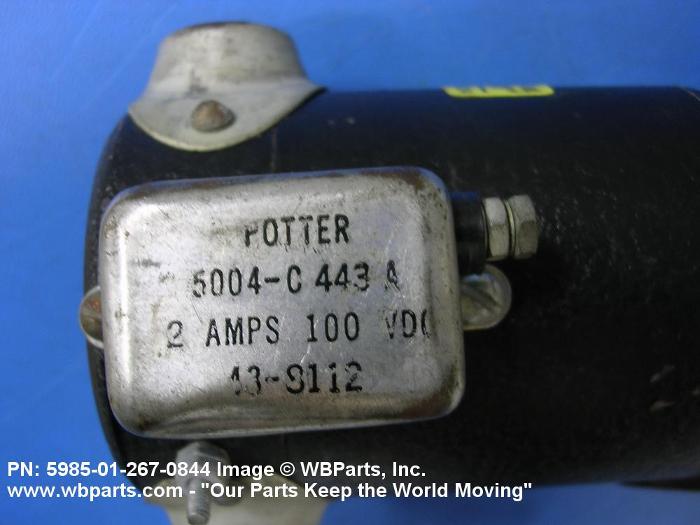 POTTER
5004-C 443 A
2 AMPS 100 VDC
43-8112
PN: 5985-01-267-0844 Image © WBParts, Inc.
www.wbparts.com - "Our Parts Keep the World Moving"